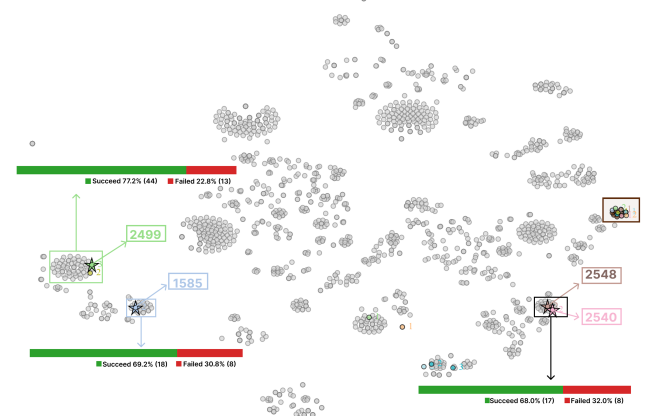 Succeed 77.2% (44) Failed 22.8% (13)
2499
1585
2548
2540
Succeed 69.2% (18) Failed 30.8% (8)
Succeed 68.0% (17) Failed 32.0% (8)